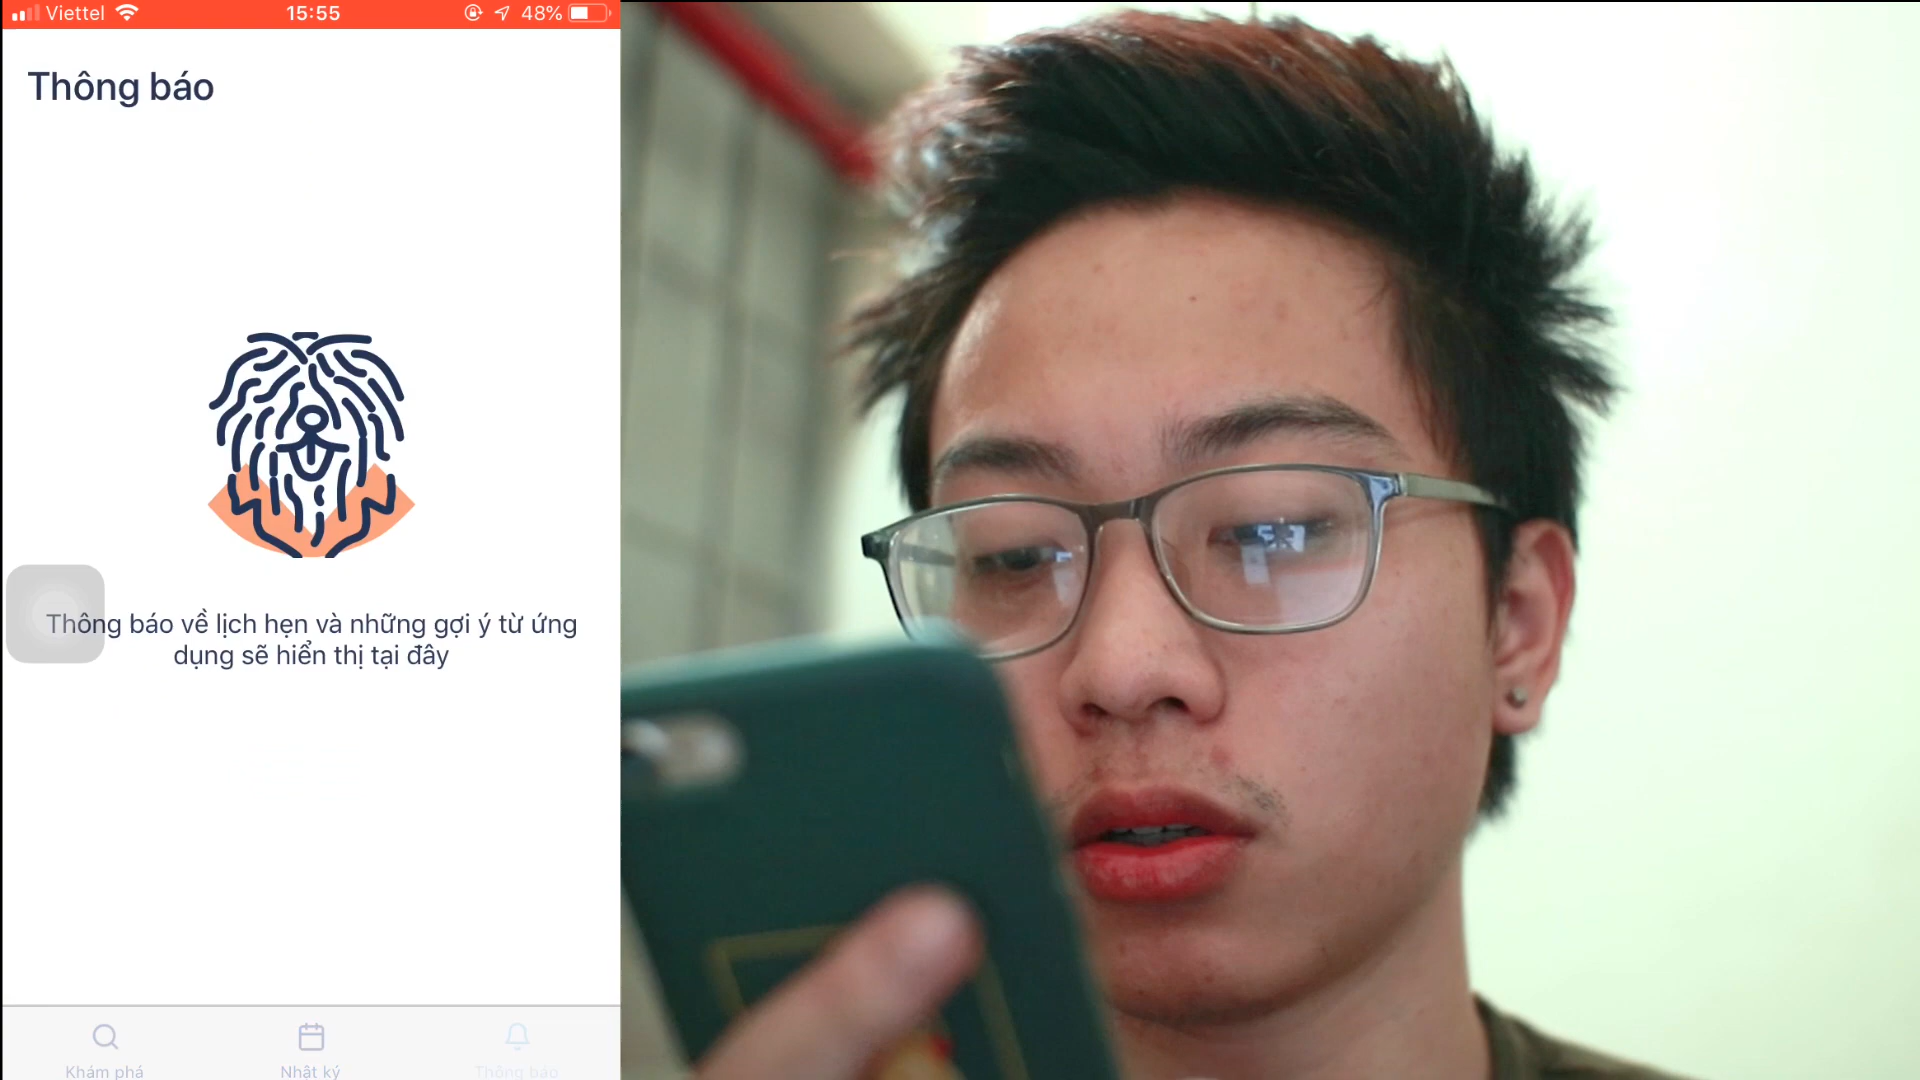 Viettel 15:55 48%
Thông báo
Thông báo về lịch hẹn và những gợi ý từ ứng
dụng sẽ hiển thị tại đây
Khám phá Nhật ký Thông báo